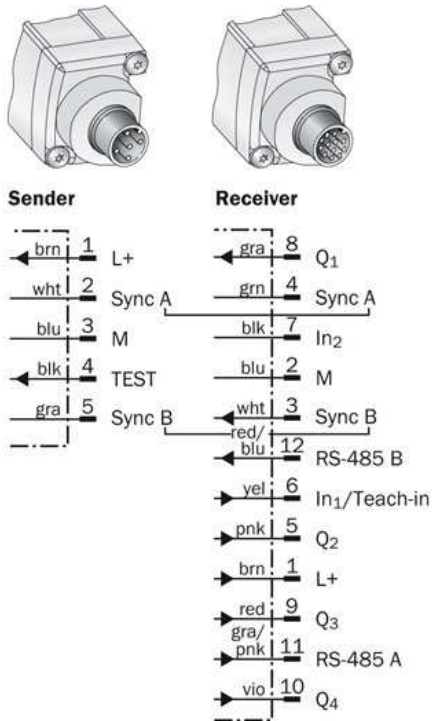 Sender
brn 1 L+
wht 2 Sync A
blu 3 M
blk 4 TEST
gra 5 Sync B
Receiver
gra 8 Q1
grn 4 Sync A
blk 7 In2
blu 2 M
wht 3 Sync B
red/
blu 12 RS-485 B
yel 6 In1/Teach-in
pnk 5 Q2
brn 1 L+
red 9 Q3
gra/
pnk 11 RS-485 A
vio 10 Q4